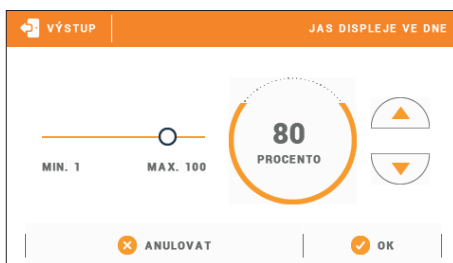 VÝSTUP
JAS DISPLEJE VE DNE
80
PROCENTO
MIN. 1
MAX. 100
ANULOVAT
OK